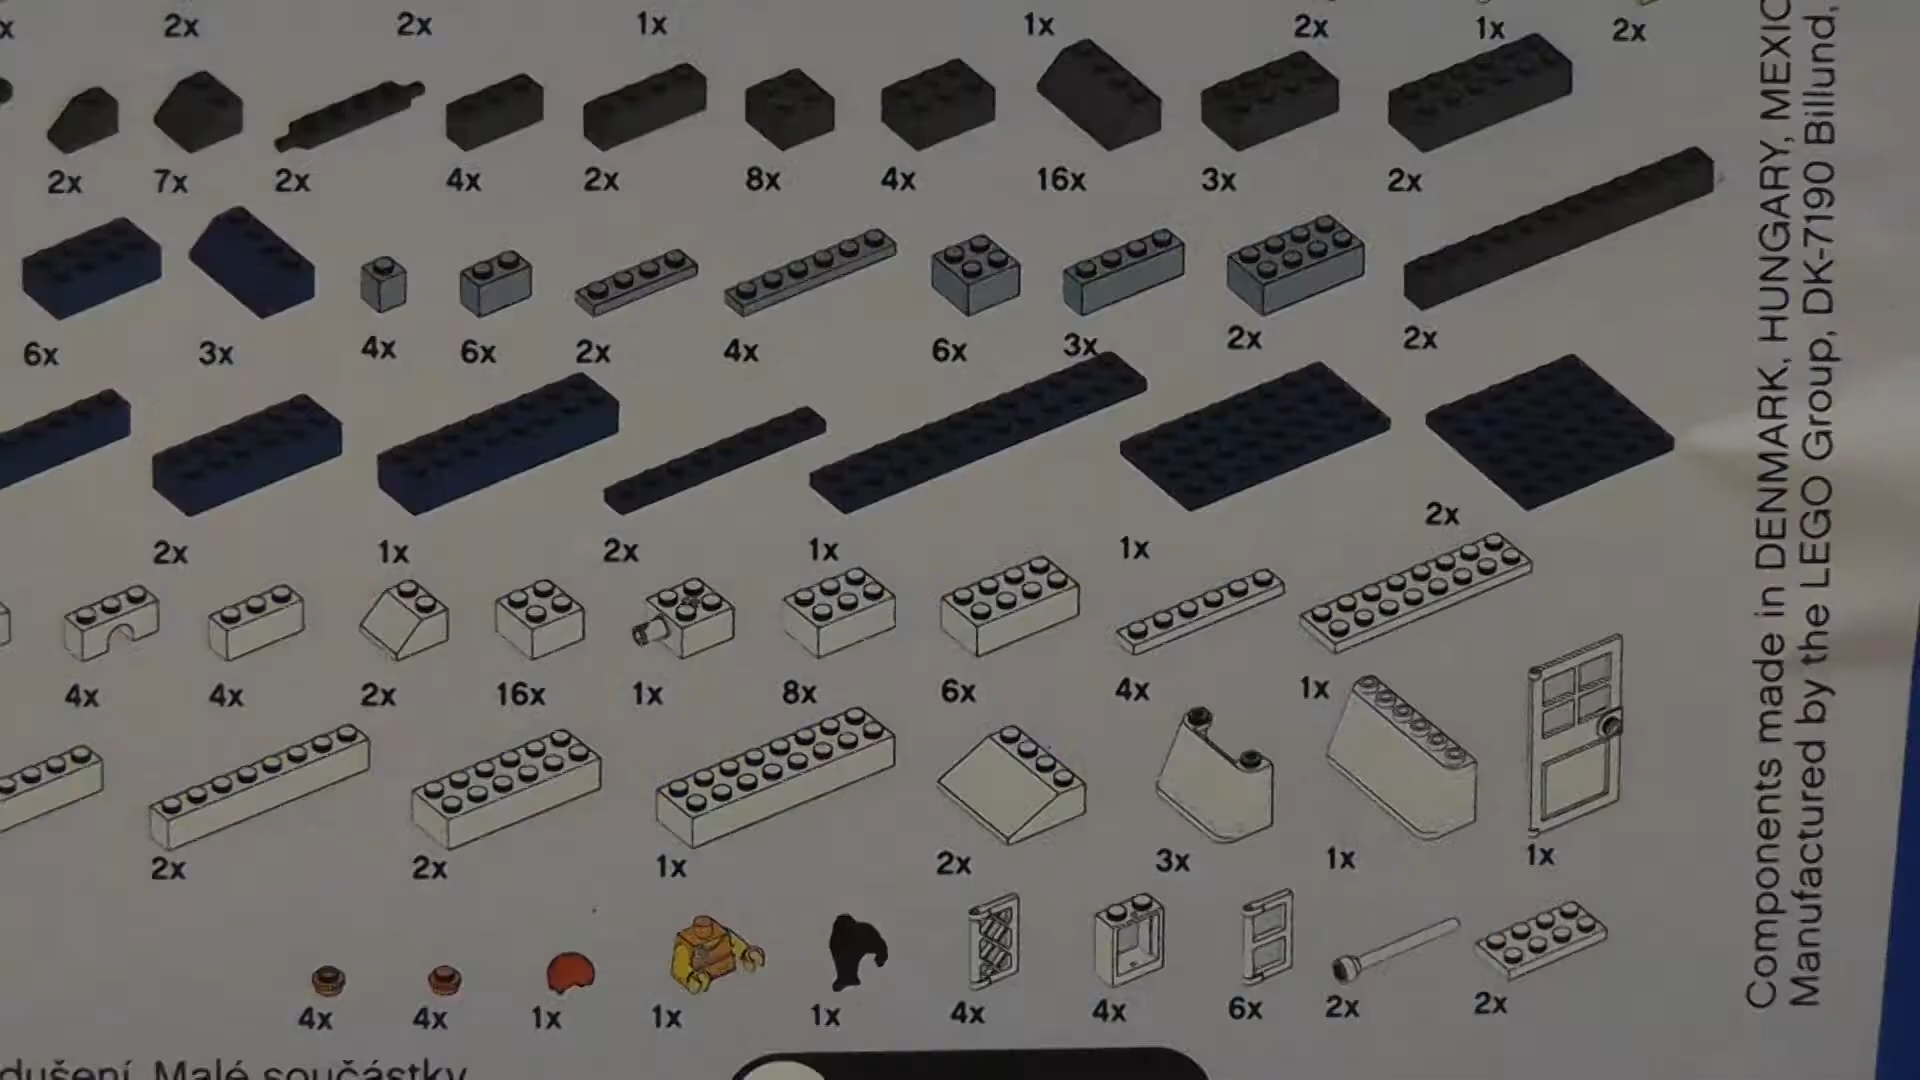 2x 2x 1x 1x 2x 1x 2x
2x 7x 2x 4x 2x 8x 4x 16x 3x 2x
6x 3x 4x 6x 2x 4x 6x 3x 2x 2x
2x 1x 2x 1x 1x 2x
4x 4x 2x 16x 1x 8x 6x 4x 1x
2x 2x 1x 2x 3x 1x 1x
4x 4x 1x 1x 1x 4x 4x 6x 2x 2x
Malé součástky
Components made in DENMARK, HUNGARY,
Manufactured by the LEGO Group, DK-7190 Billund,